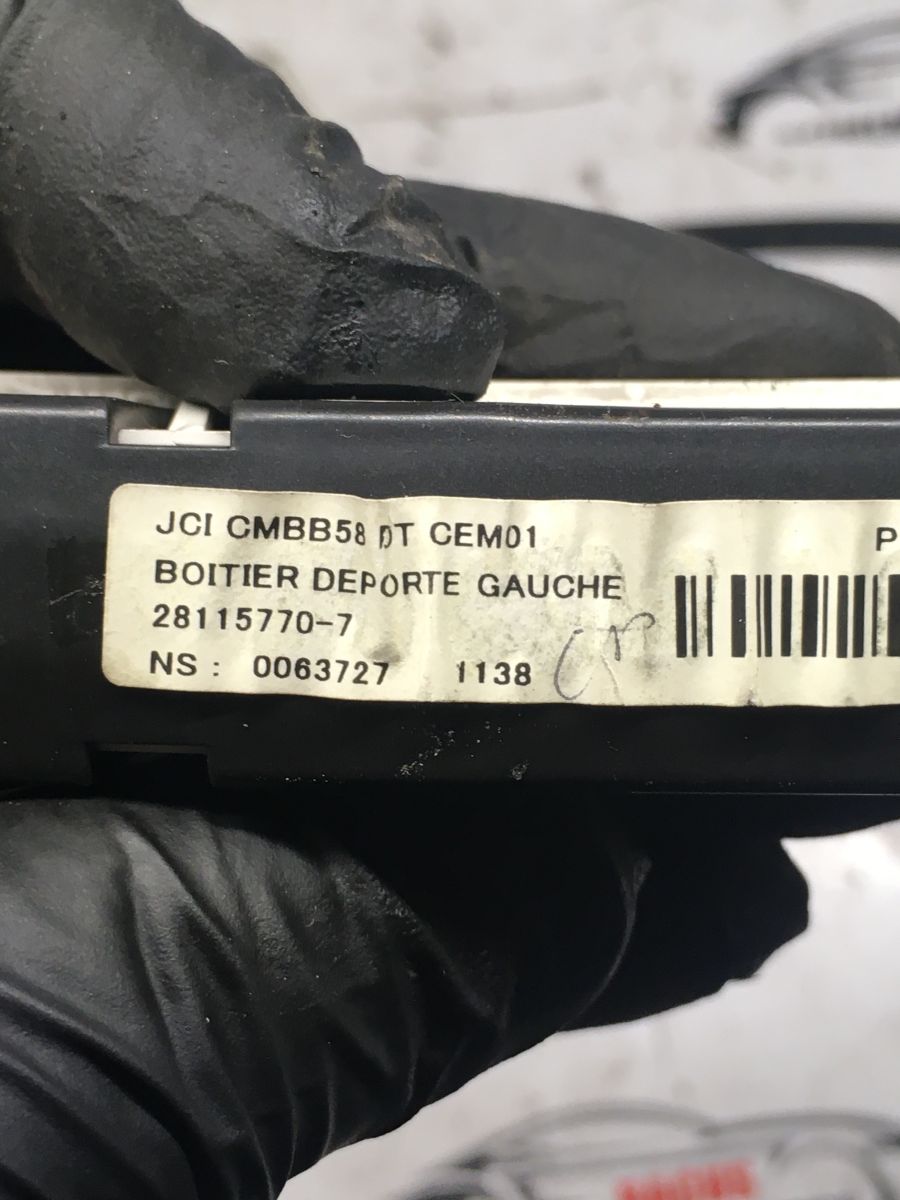 JCI CMBB58 DT CEM01
P
BOITIER DEPORTE GAUCHE
28115770-7
NS : 0063727 1138